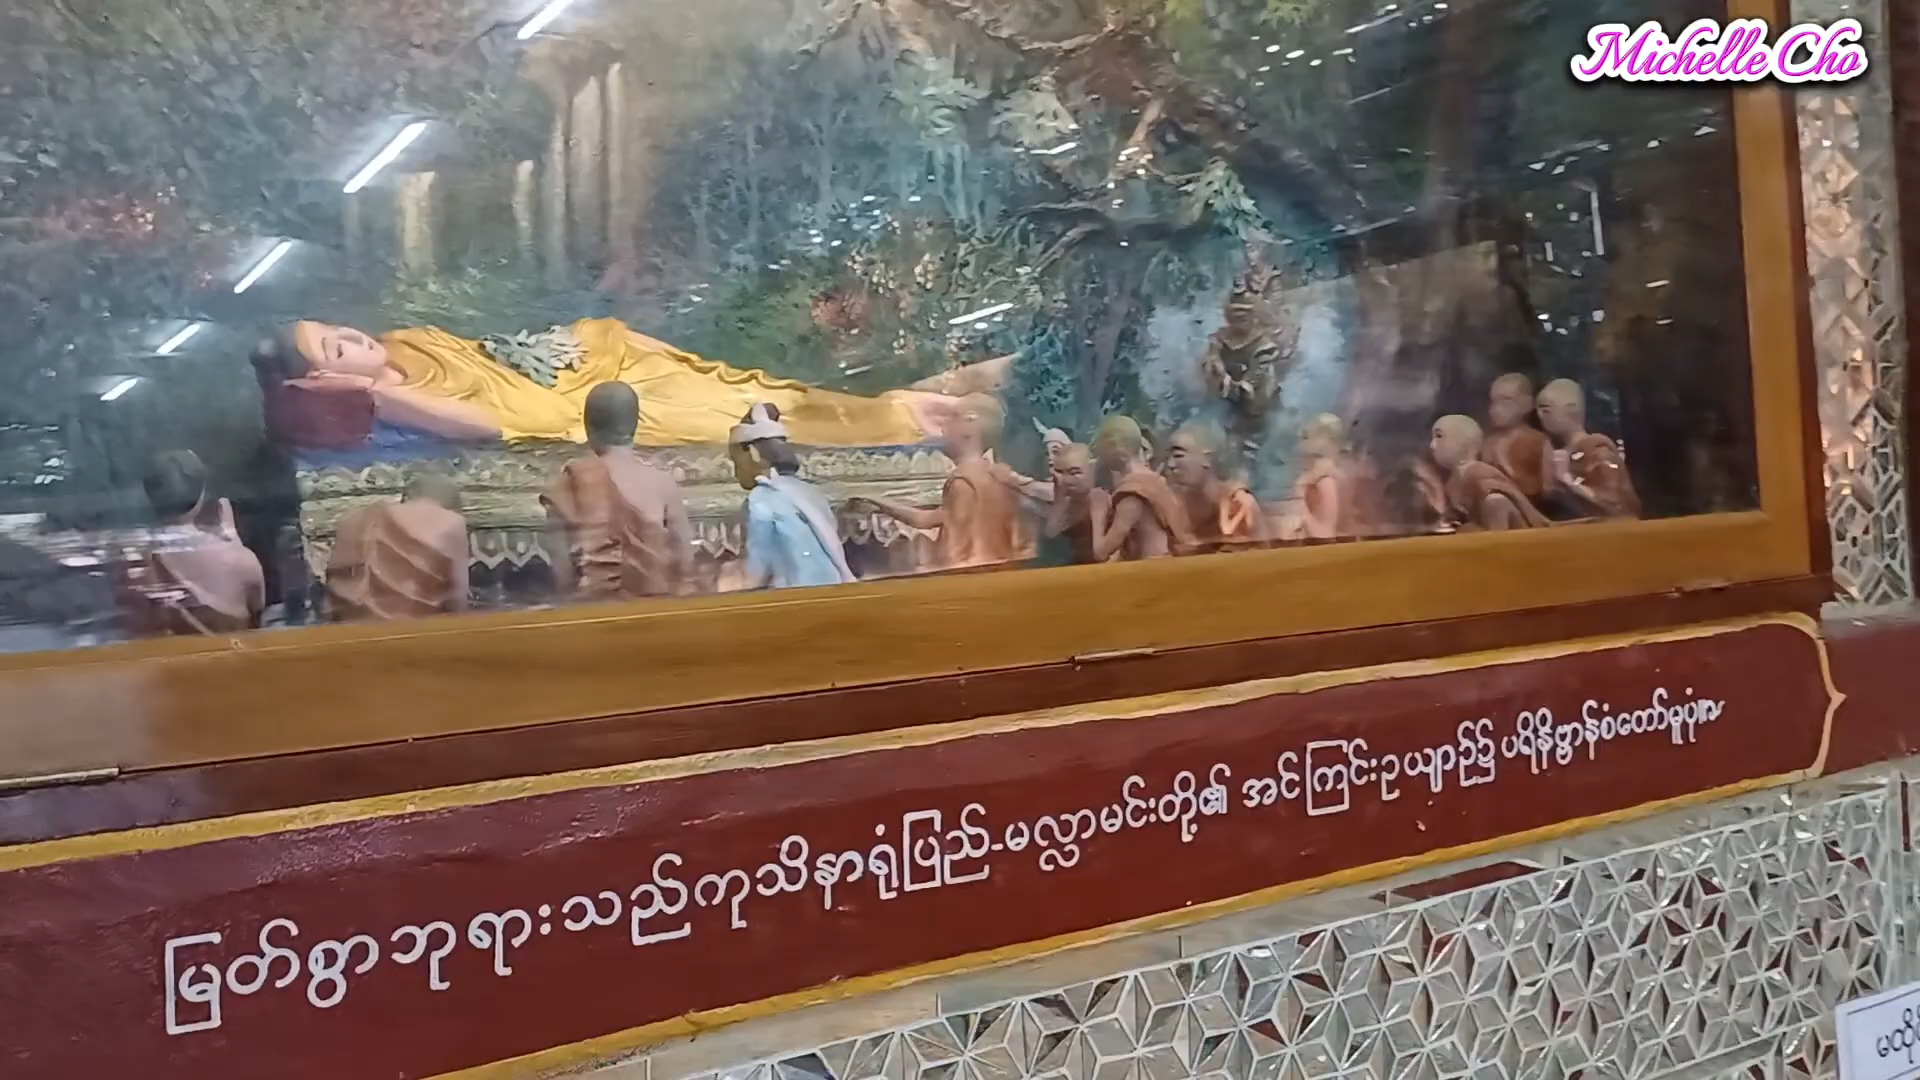 Michelle Cho
မြတ်စွာဘုရားသည်ကုသိနာရုံပြည်-မလ္လာမင်းတို့၏ အင်ကြင်းဥယျာဉ်၌ ပရိနိဗ္ဗာန်စံတော်မူပုံ။